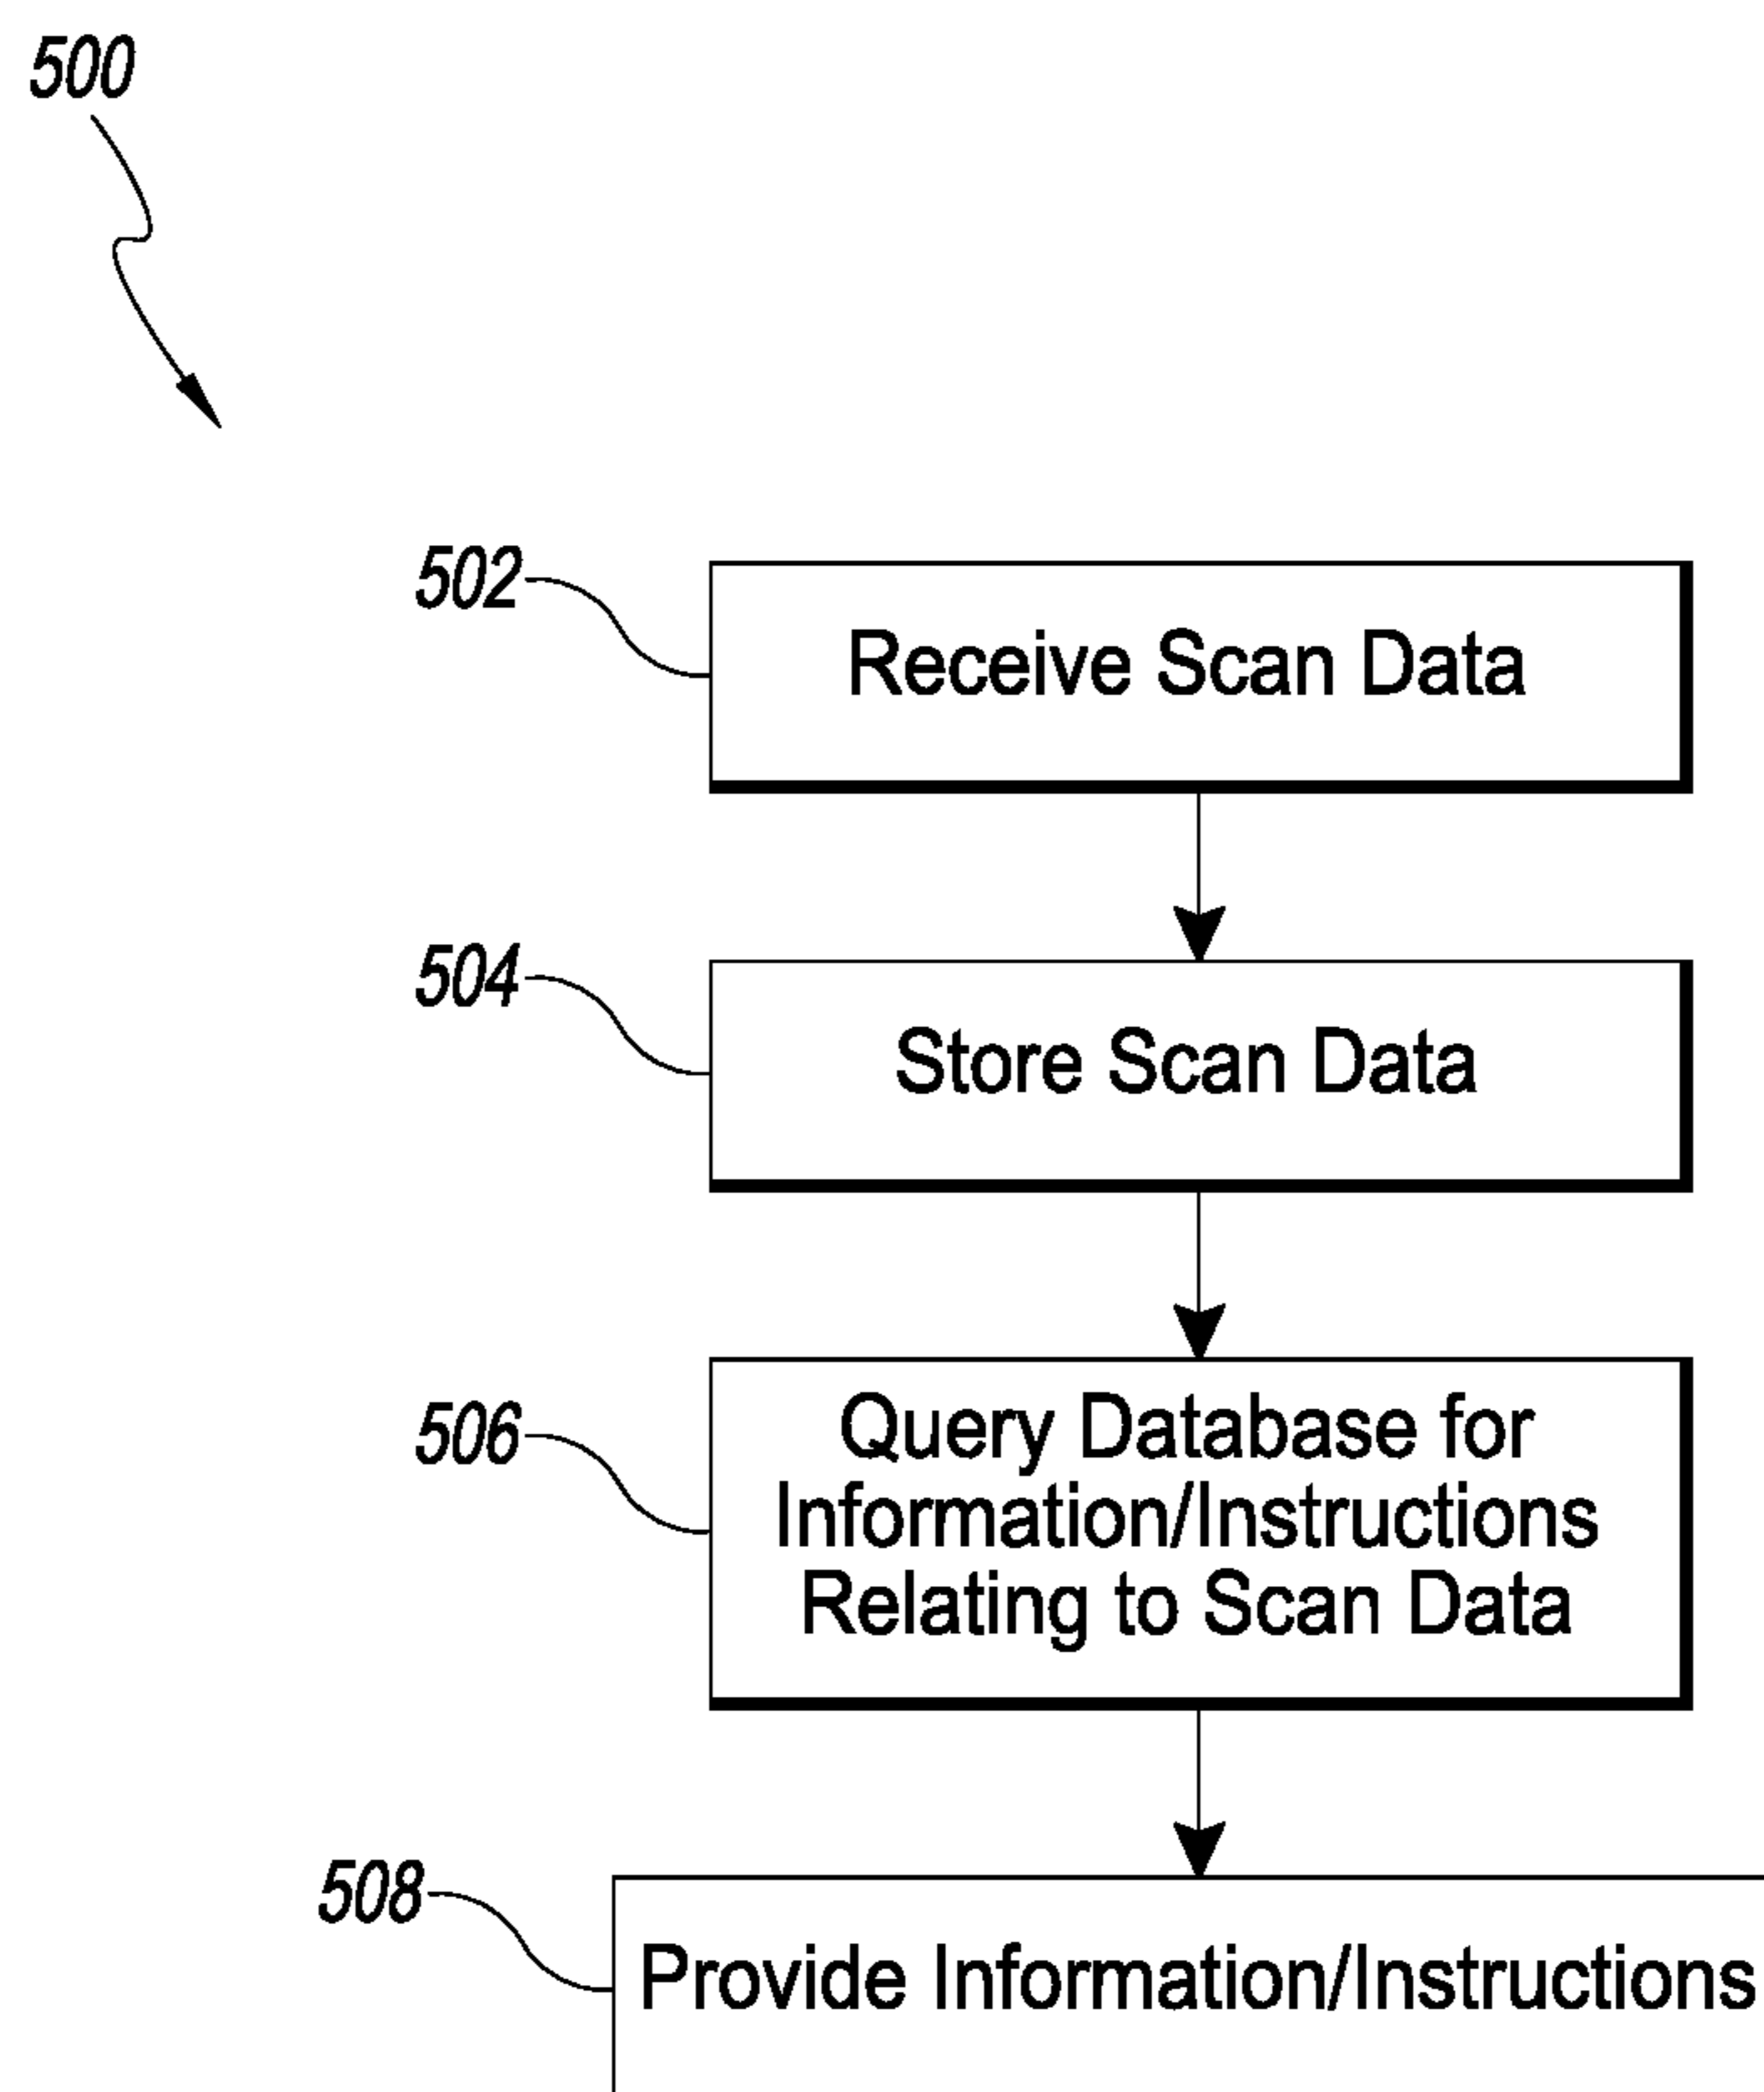 500
502
Receive Scan Data
504
Store Scan Data
506
Query Database for
Information/Instructions
Relating to Scan Data
508
Provide Information/Instructions